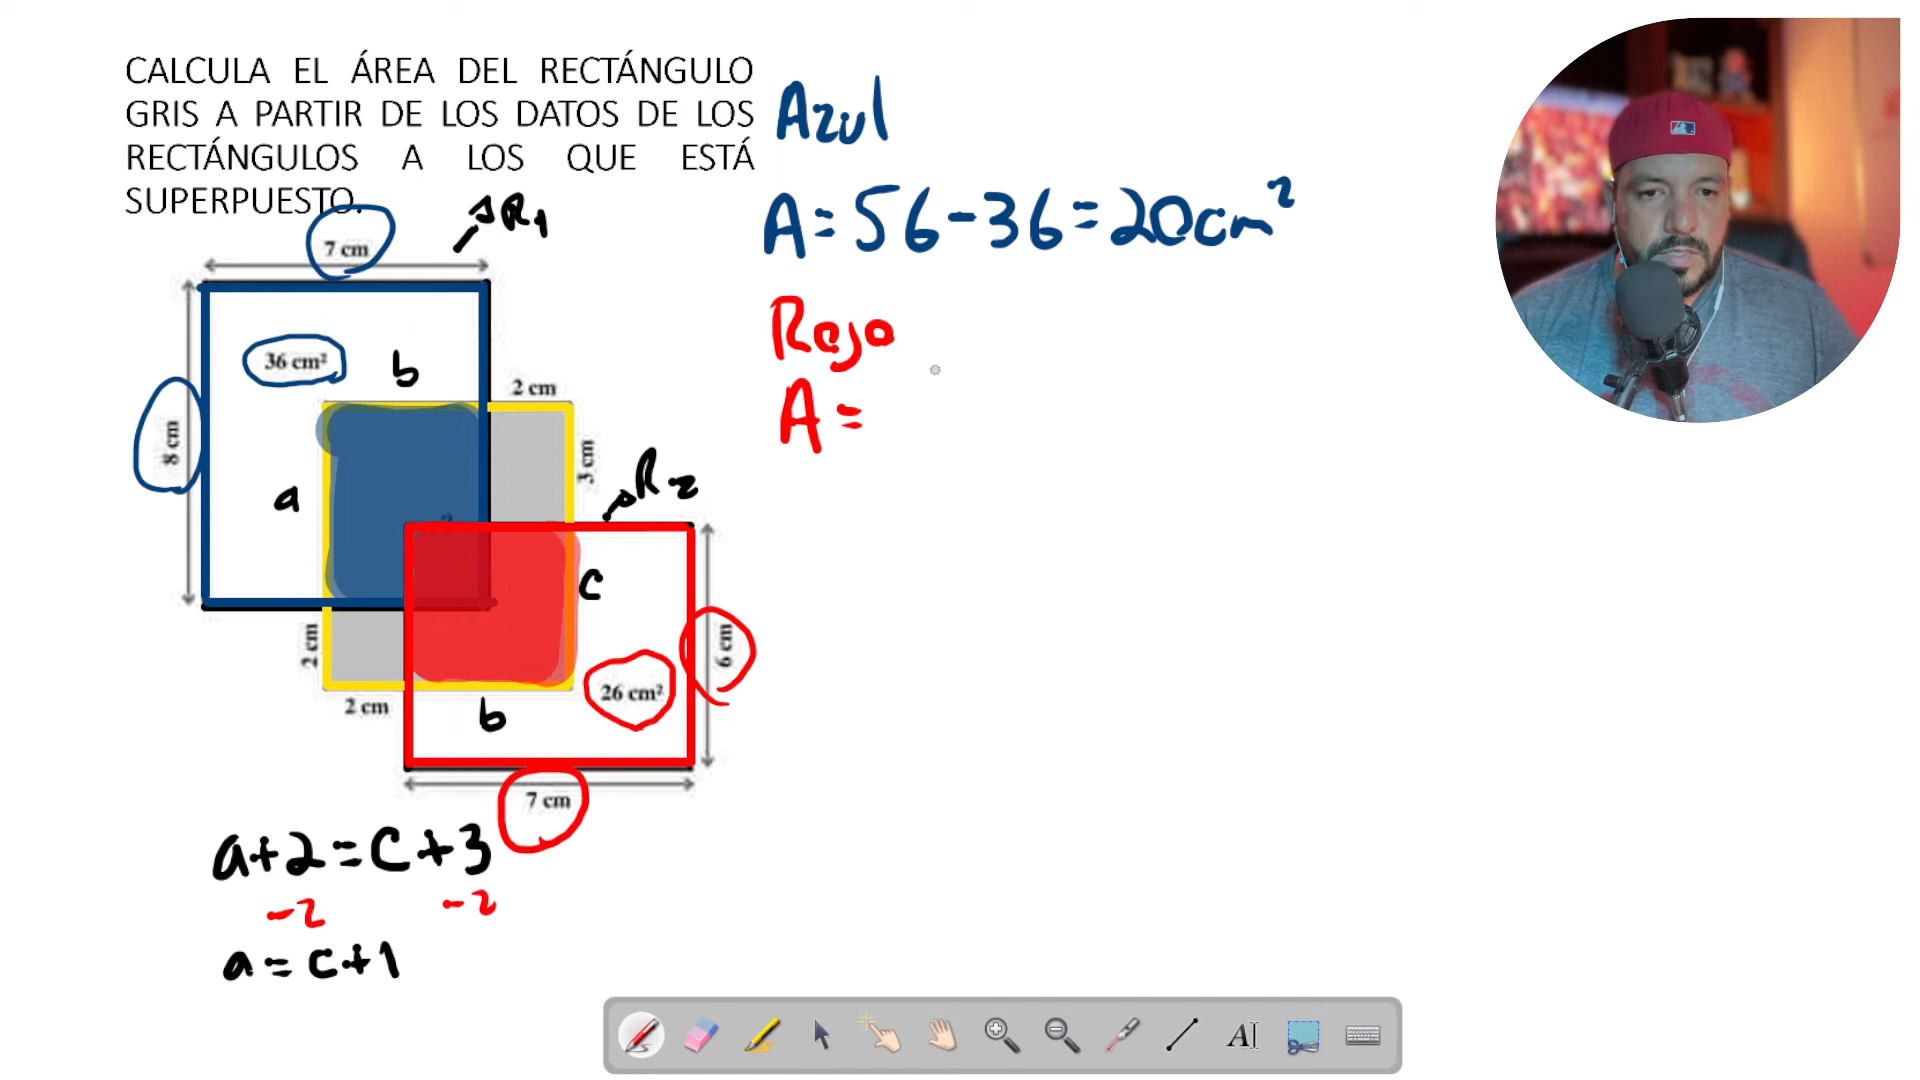 CALCULA EL ÁREA DEL RECTÁNGULO
GRIS A PARTIR DE LOS DATOS DE LOS
RECTÁNGULOS A LOS QUE ESTÁ
SUPERPUESTO.
Azul
A = 56 - 36 = 20cm²
Rojo
A =
R1
7 cm
36 cm²
b
2 cm
8 cm
a
3 cm
R2
?
c
2 cm
6 cm
26 cm²
2 cm
b
7 cm
a+2 = c+3
-2 -2
a = c+1
AI